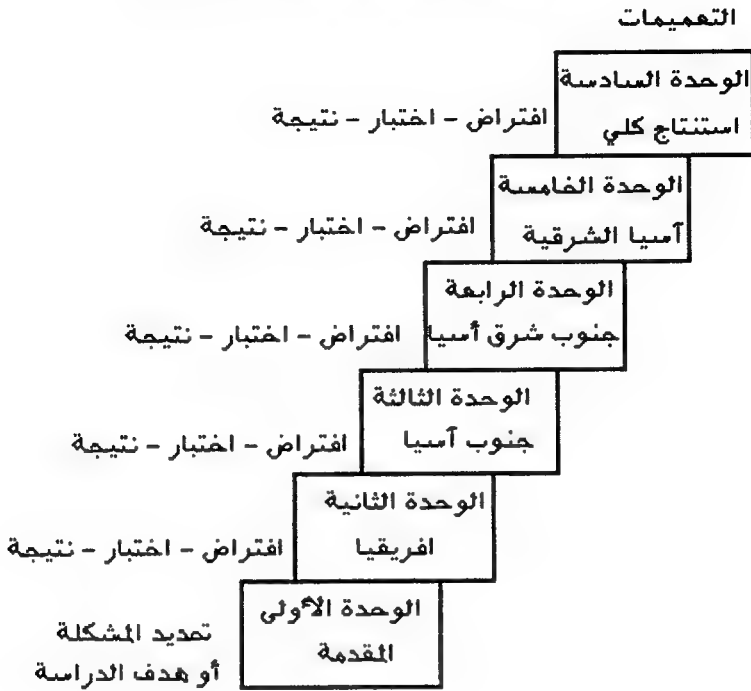 التعميمات
الوحدة السادسة
استنتاج كلي
افتراض - اختبار - نتيجة
الوحدة الخامسة
آسيا الشرقية
افتراض - اختبار - نتيجة
الوحدة الرابعة
جنوب شرق أسيا
افتراض - اختبار - نتيجة
الوحدة الثالثة
جنوب آسيا
افتراض - اختبار - نتيجة
الوحدة الثانية
افريقيا
افتراض - اختبار - نتيجة
الوحدة الأولى
المقدمة
تحديد المشكلة
أو هدف الدراسة